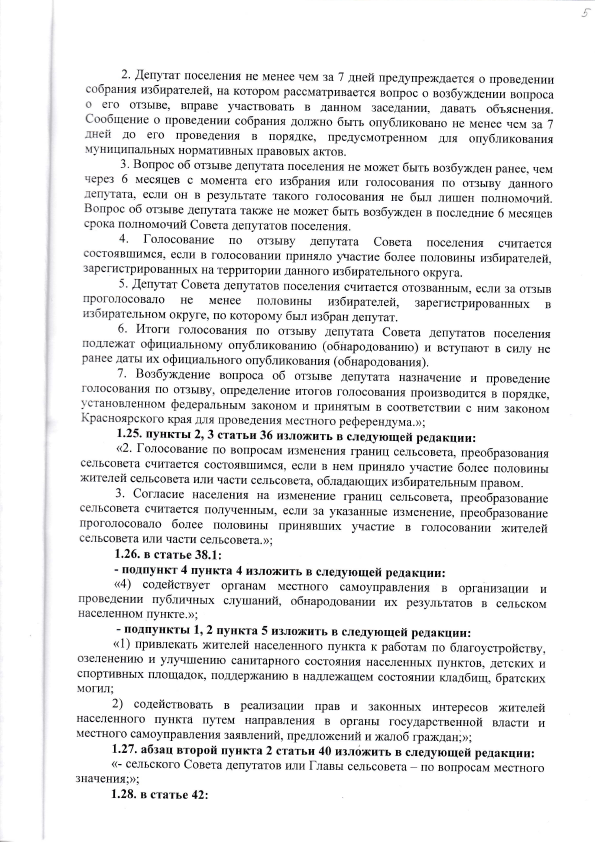 5
2. Депутат поселения не менее чем за 7 дней предупреждается о проведении
собрания избирателей, на котором рассматривается вопрос о возбуждении вопроса
о его отзыве, вправе участвовать в данном заседании, давать объяснения.
Сообщение о проведении собрания должно быть опубликовано не менее чем за 7
дней до его проведения в порядке, предусмотренном для опубликования
муниципальных нормативных правовых актов.
3. Вопрос об отзыве депутата поселения не может быть возбужден ранее, чем
через 6 месяцев с момента его избрания или голосования по отзыву данного
депутата, если он в результате такого голосования не был лишен полномочий.
Вопрос об отзыве депутата также не может быть возбужден в последние 6 месяцев
срока полномочий Совета депутатов поселения.
4. Голосование по отзыву депутата Совета поселения считается
состоявшимся, если в голосовании приняло участие более половины избирателей,
зарегистрированных на территории данного избирательного округа.
5. Депутат Совета депутатов поселения считается отозванным, если за отзыв
проголосовало не менее половины избирателей, зарегистрированных в
избирательном округе, по которому был избран депутат.
6. Итоги голосования по отзыву депутата Совета депутатов поселения
подлежат официальному опубликованию (обнародованию) и вступают в силу не
ранее даты их официального опубликования (обнародования).
7. Возбуждение вопроса об отзыве депутата назначение и проведение
голосования по отзыву, определение итогов голосования производится в порядке,
установленном федеральным законом и принятым в соответствии с ним законом
Красноярского края для проведения местного референдума.»;
1.25. пункты 2, 3 статьи 36 изложить в следующей редакции:
«2. Голосование по вопросам изменения границ сельсовета, преобразования
сельсовета считается состоявшимся, если в нем приняло участие более половины
жителей сельсовета или части сельсовета, обладающих избирательным правом.
3. Согласие населения на изменение границ сельсовета, преобразование
сельсовета считается полученным, если за указанные изменение, преобразование
проголосовало более половины принявших участие в голосовании жителей
сельсовета или части сельсовета.»;
1.26. в статье 38.1:
- подпункт 4 пункта 4 изложить в следующей редакции:
«4) содействует органам местного самоуправления в организации и
проведении публичных слушаний, обнародовании их результатов в сельском
населенном пункте.»;
- подпункты 1, 2 пункта 5 изложить в следующей редакции:
«1) привлекать жителей населенного пункта к работам по благоустройству,
озеленению и улучшению санитарного состояния населенных пунктов, детских и
спортивных площадок, поддержанию в надлежащем состоянии кладбищ, братских
могил;
2) содействовать в реализации прав и законных интересов жителей
населенного пункта путем направления в органы государственной власти и
местного самоуправления заявлений, предложений и жалоб граждан;»;
1.27. абзац второй пункта 2 статьи 40 изложить в следующей редакции:
«- сельского Совета депутатов или Главы сельсовета – по вопросам местного
значения;»;
1.28. в статье 42: